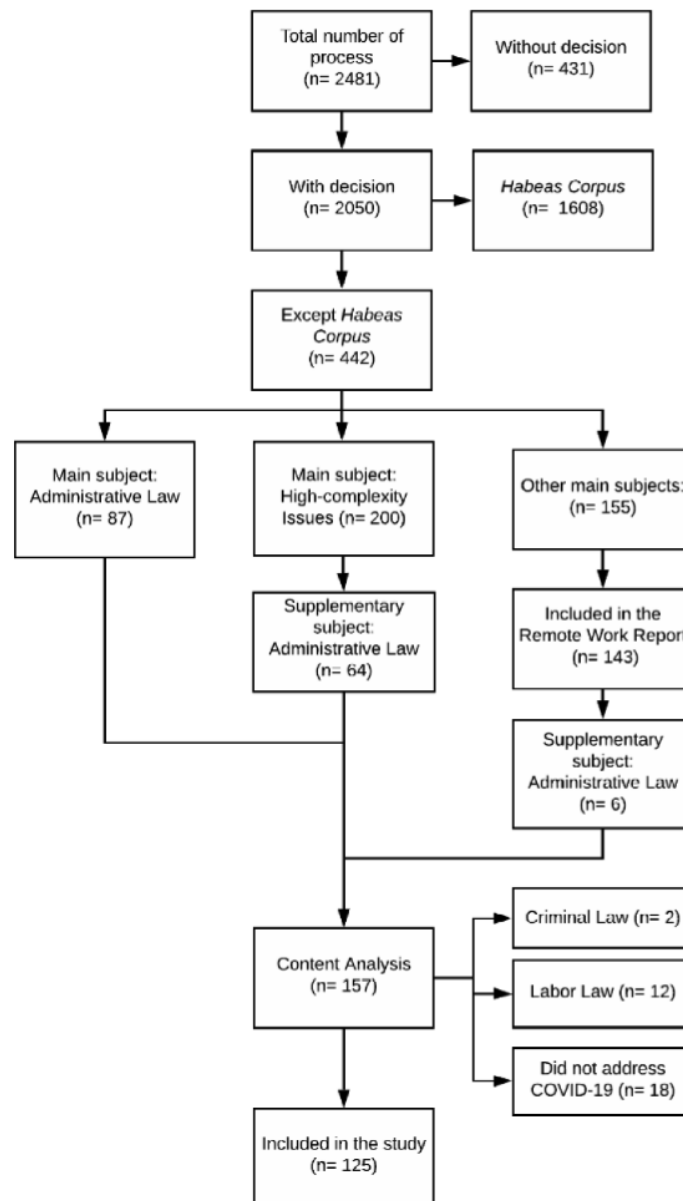 Total number of
process
(n= 2481)
Without decision
(n= 431)
With decision
(n= 2050)
Habeas Corpus
(n= 1608)
Except Habeas
Corpus
(n= 442)
Main subject:
Administrative Law
(n= 87)
Main subject:
High-complexity
Issues (n= 200)
Other main subjects:
(n= 155)
Supplementary
subject:
Administrative Law
(n= 64)
Included in the
Remote Work Report
(n= 143)
Supplementary
subject:
Administrative Law
(n= 6)
Content Analysis
(n= 157)
Criminal Law (n= 2)
Labor Law (n= 12)
Did not address
COVID-19 (n= 18)
Included in the study
(n= 125)